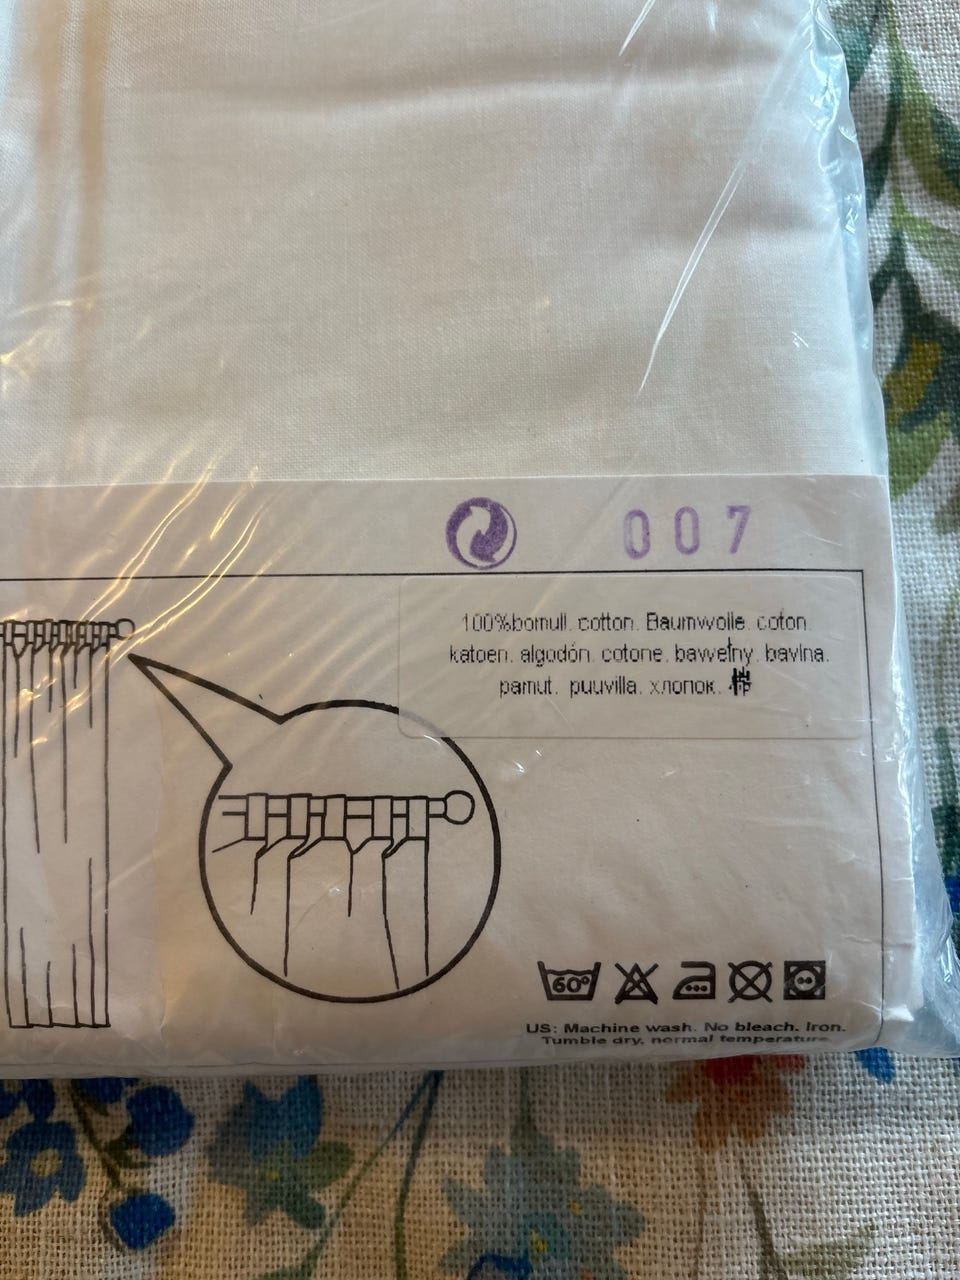 007
100%bomull. cotton. Baumwolle. coton.
katoen. algodón. cotone. bawełny. bavlna.
pamut. puuvilla. хлопок. 棉
60°
US: Machine wash. No bleach. Iron.
Tumble dry, normal temperature.